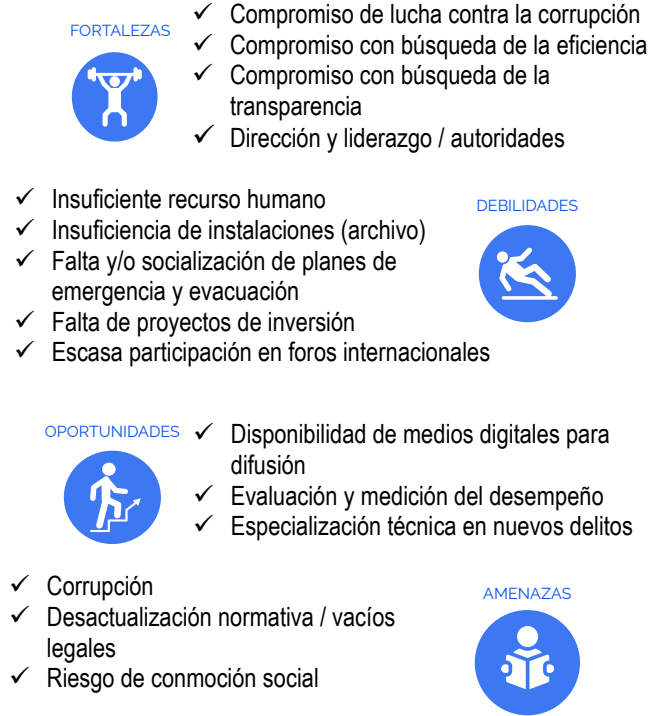 FORTALEZAS
✓ Compromiso de lucha contra la corrupción
✓ Compromiso con búsqueda de la eficiencia
✓ Compromiso con búsqueda de la
transparencia
✓ Dirección y liderazgo / autoridades
DEBILIDADES
✓ Insuficiente recurso humano
✓ Insuficiencia de instalaciones (archivo)
✓ Falta y/o socialización de planes de
emergencia y evacuación
✓ Falta de proyectos de inversión
✓ Escasa participación en foros internacionales
OPORTUNIDADES
✓ Disponibilidad de medios digitales para
difusión
✓ Evaluación y medición del desempeño
✓ Especialización técnica en nuevos delitos
AMENAZAS
✓ Corrupción
✓ Desactualización normativa / vacíos
legales
✓ Riesgo de conmoción social